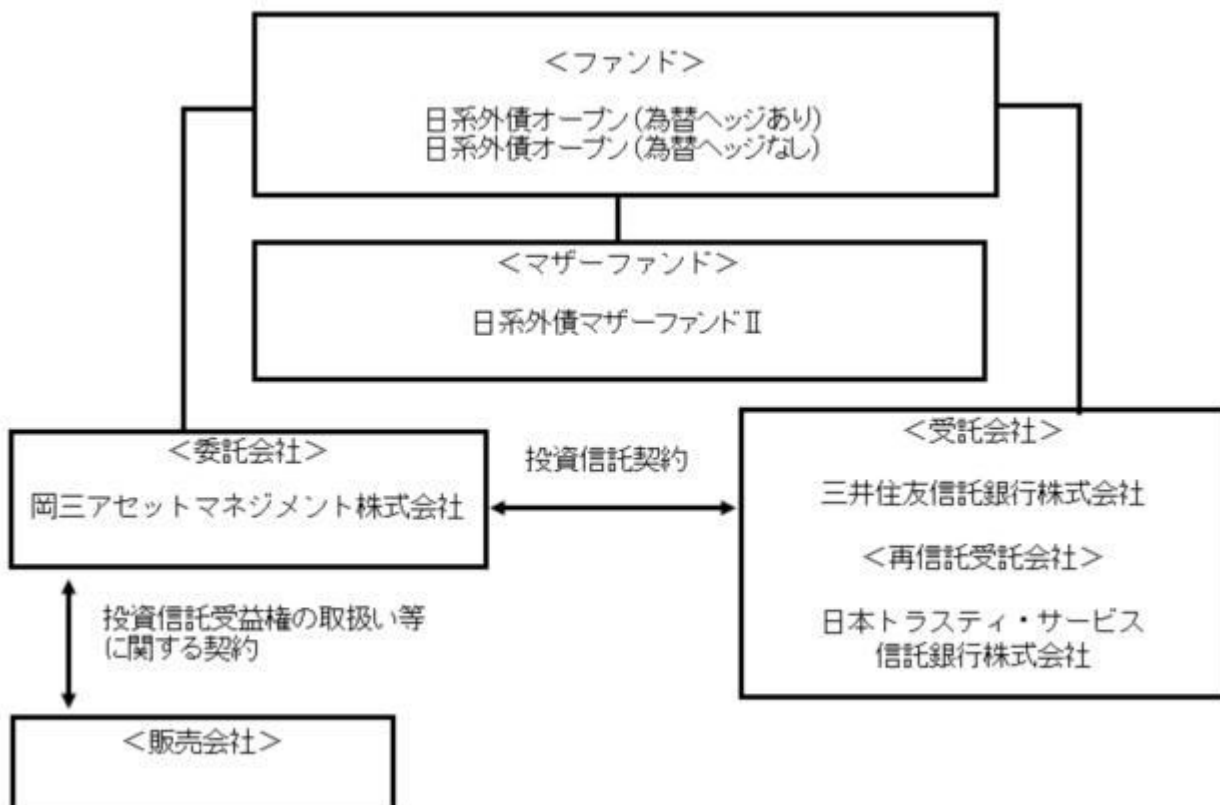 ＜ファンド＞
日系外債オープン（為替ヘッジあり）
日系外債オープン（為替ヘッジなし）
＜マザーファンド＞
日系外債マザーファンドⅡ
＜委託会社＞
岡三アセットマネジメント株式会社
投資信託契約
＜受託会社＞
三井住友信託銀行株式会社
＜再信託受託会社＞
日本トラスティ・サービス
信託銀行株式会社
投資信託受益権の取扱い等
に関する契約
＜販売会社＞